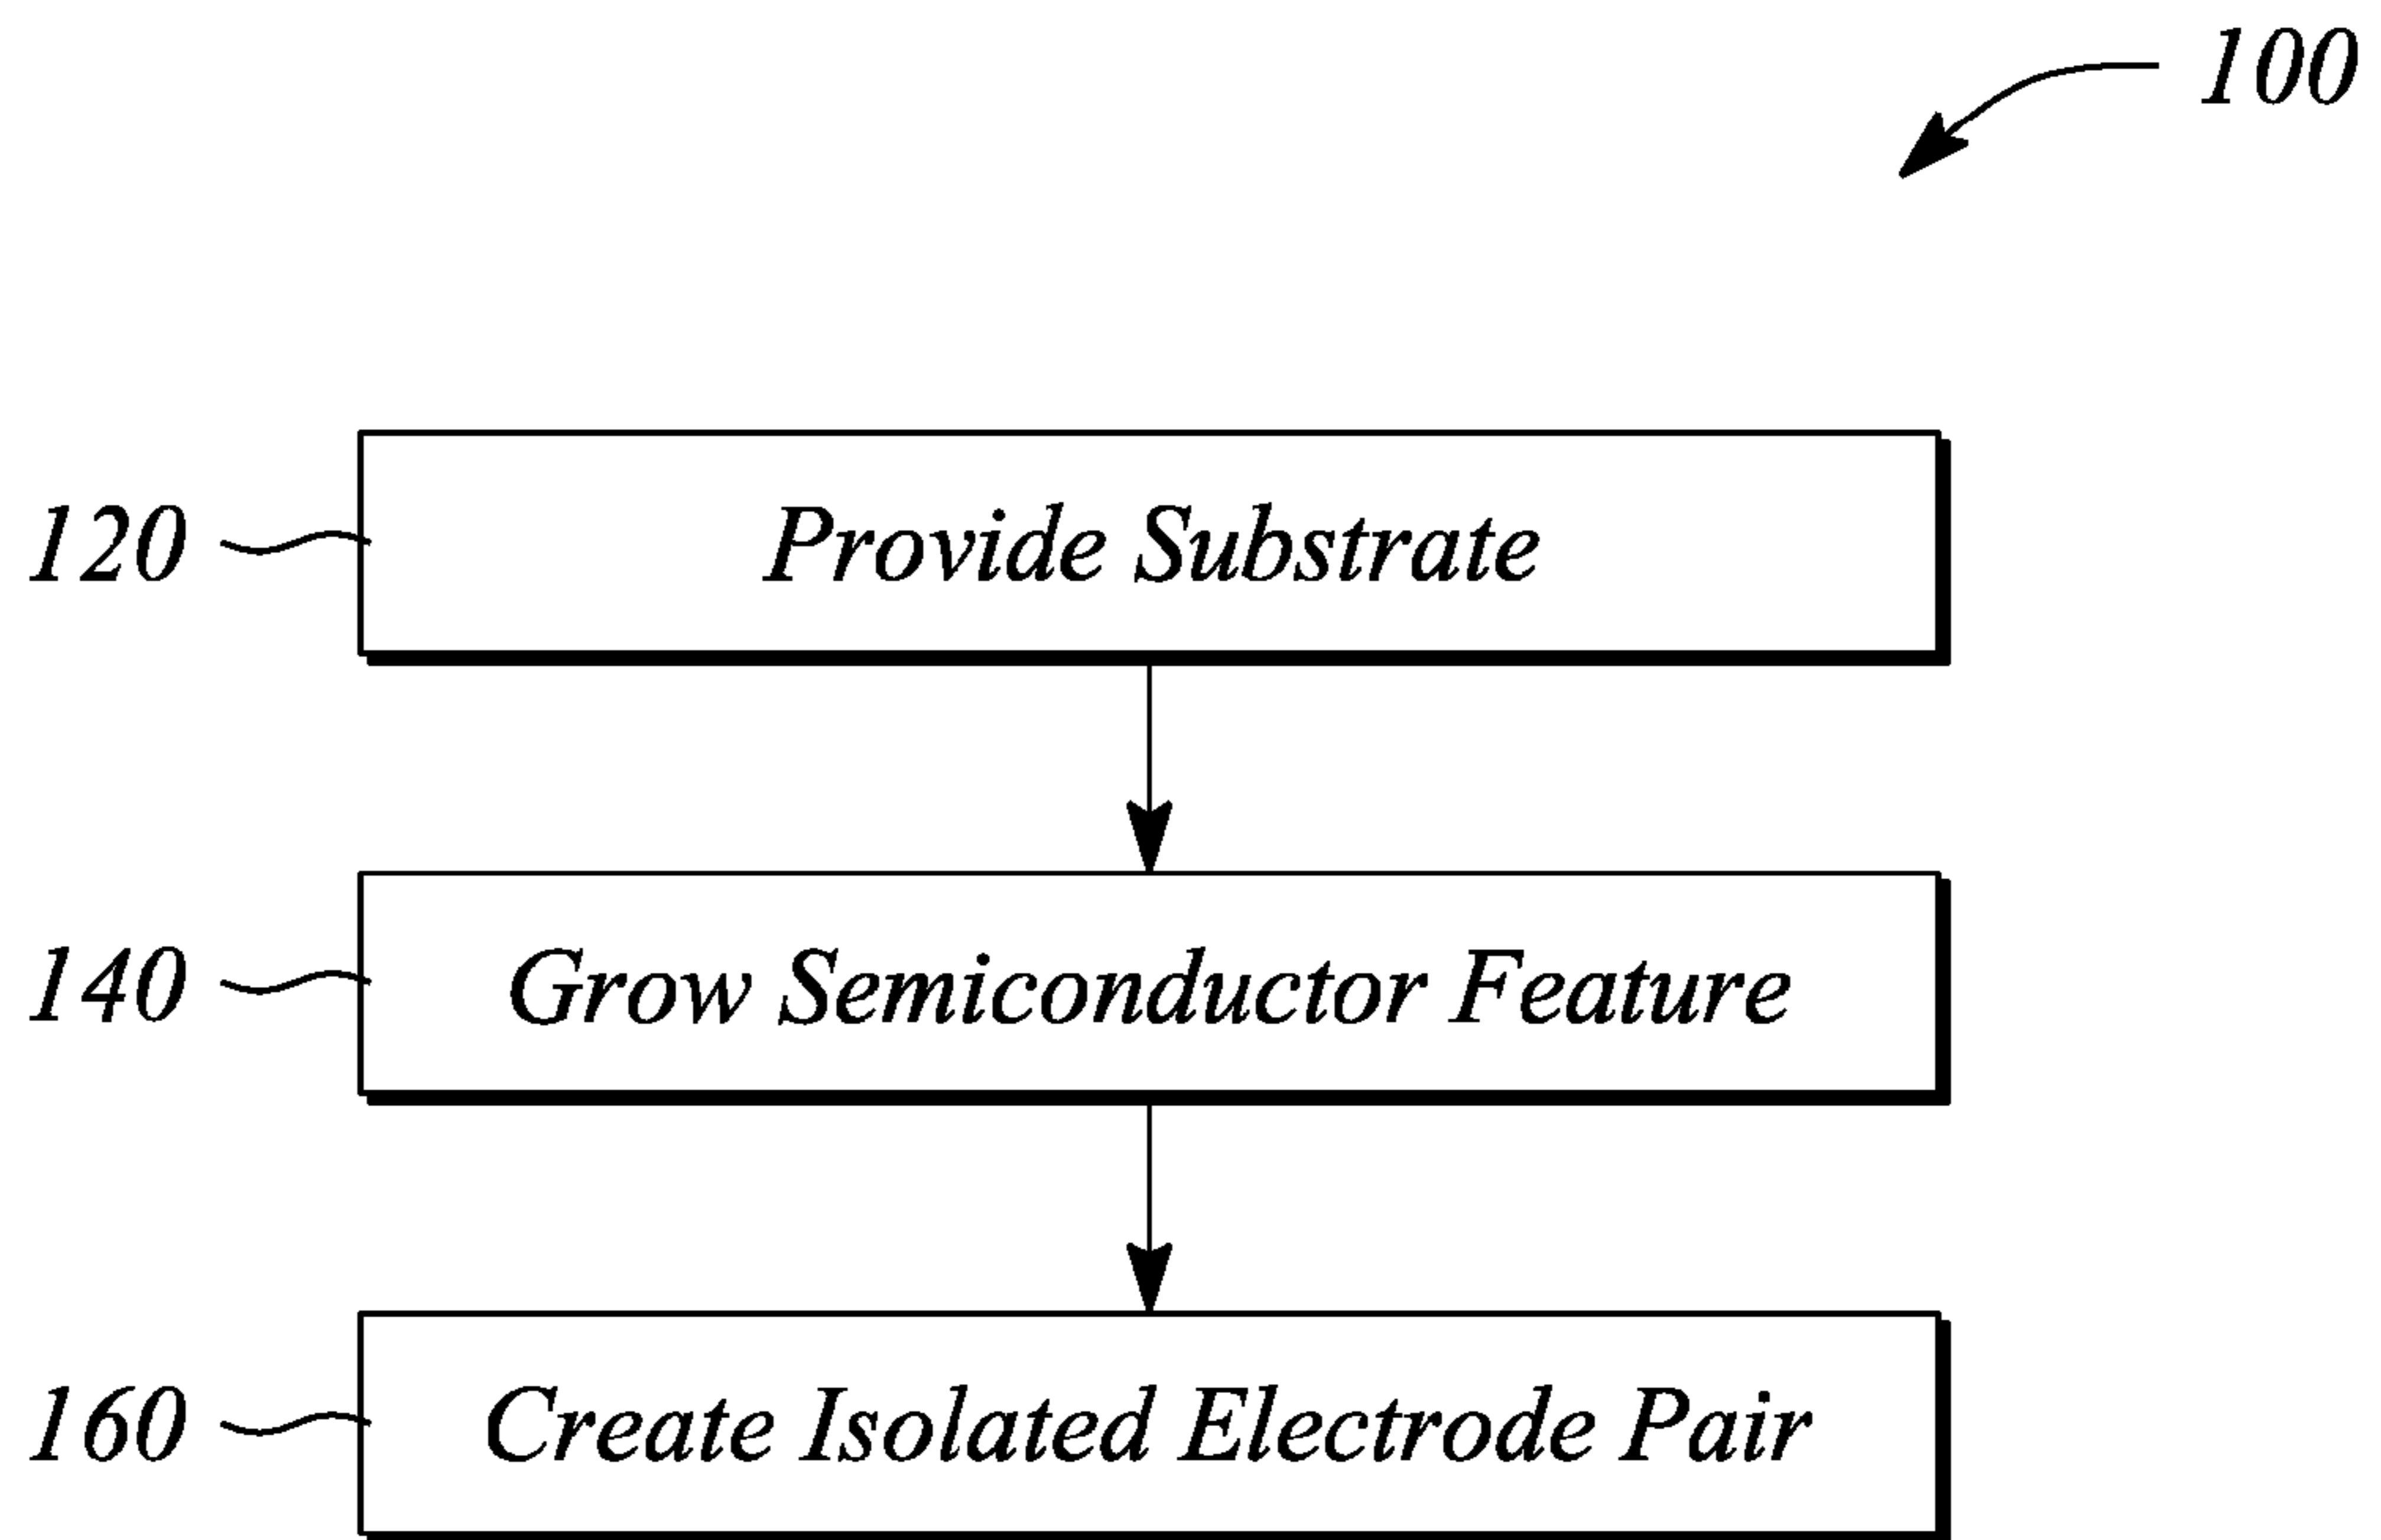 100
120 Provide Substrate
140 Grow Semiconductor Feature
160 Create Isolated Electrode Pair